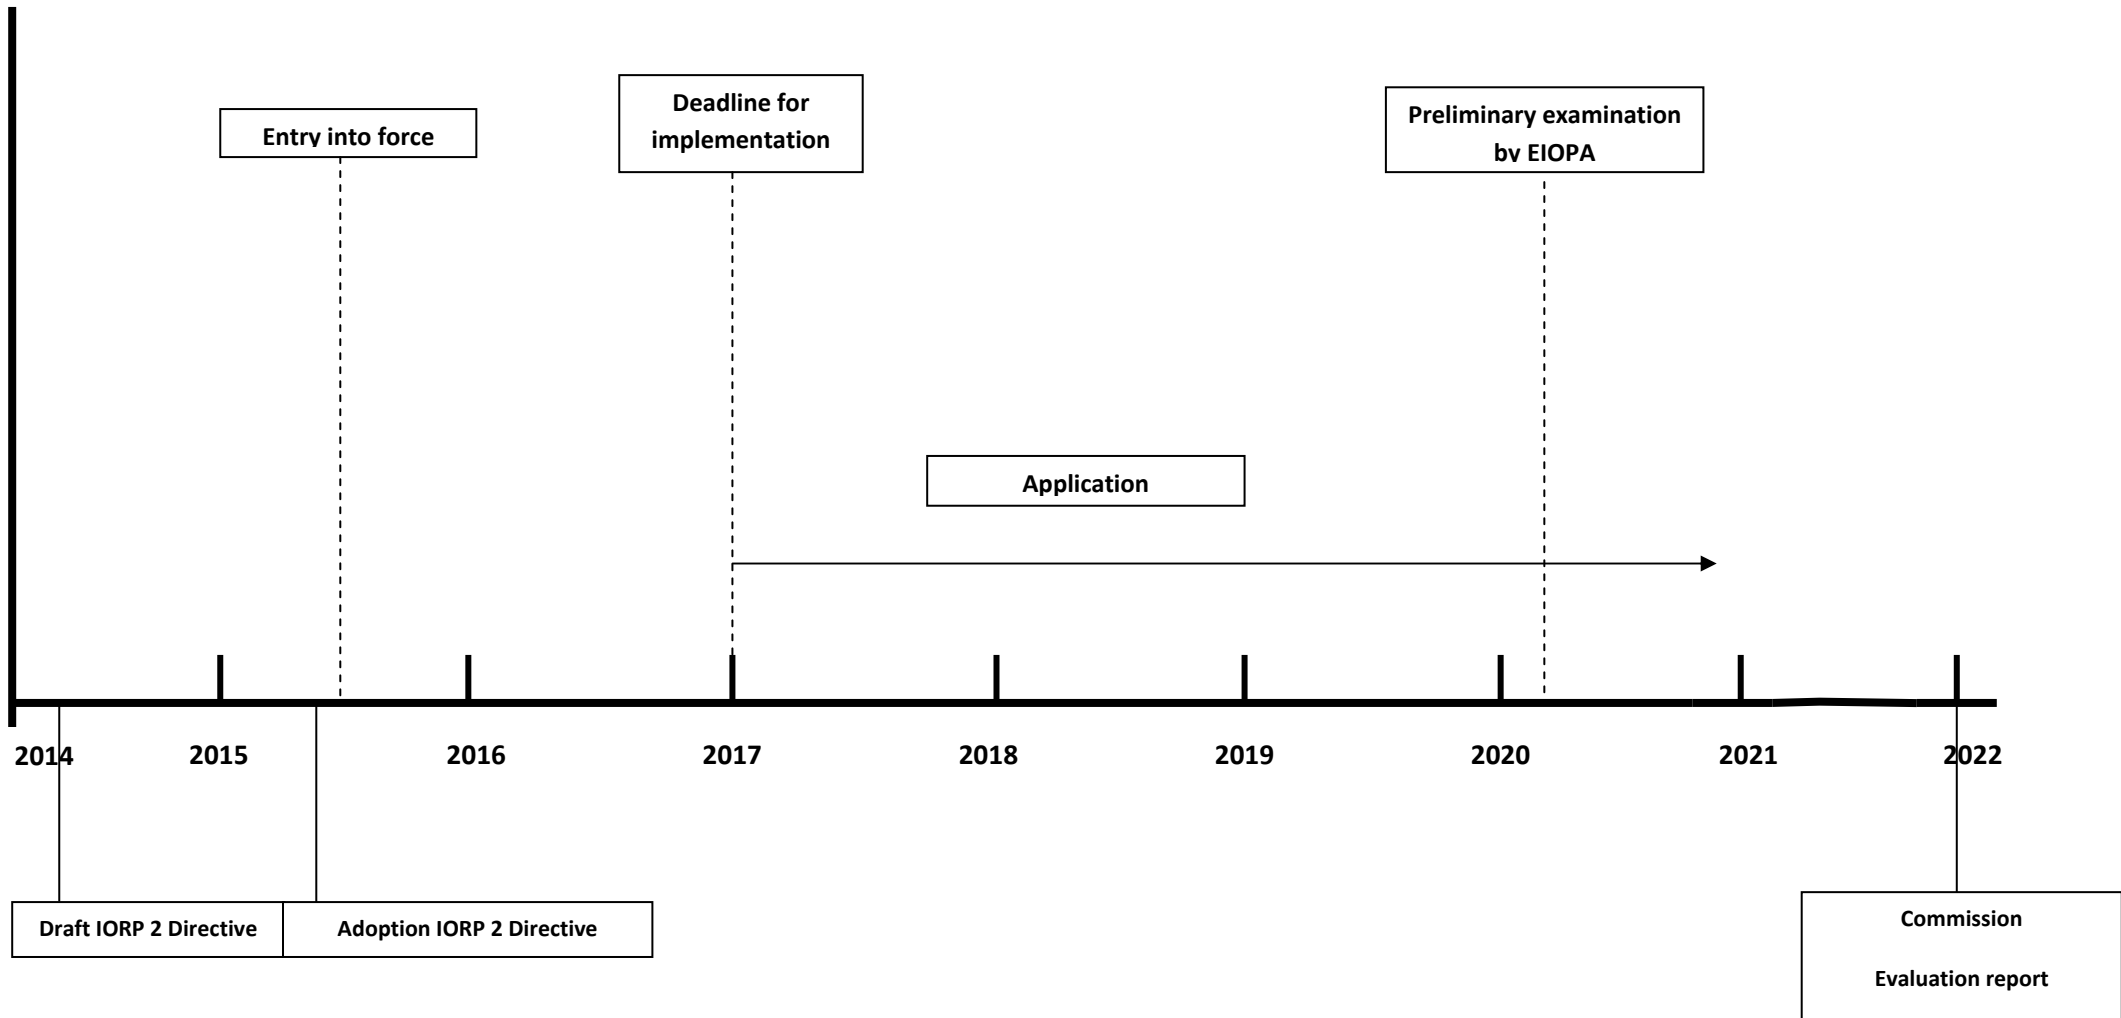 Deadline for
implementation
Preliminary examination
by EIOPA
Entry into force
Application
2014
2015
2016
2017
2018
2019
2020
2021
2022
Draft IORP 2 Directive
Adoption IORP 2 Directive
Commission
Evaluation report